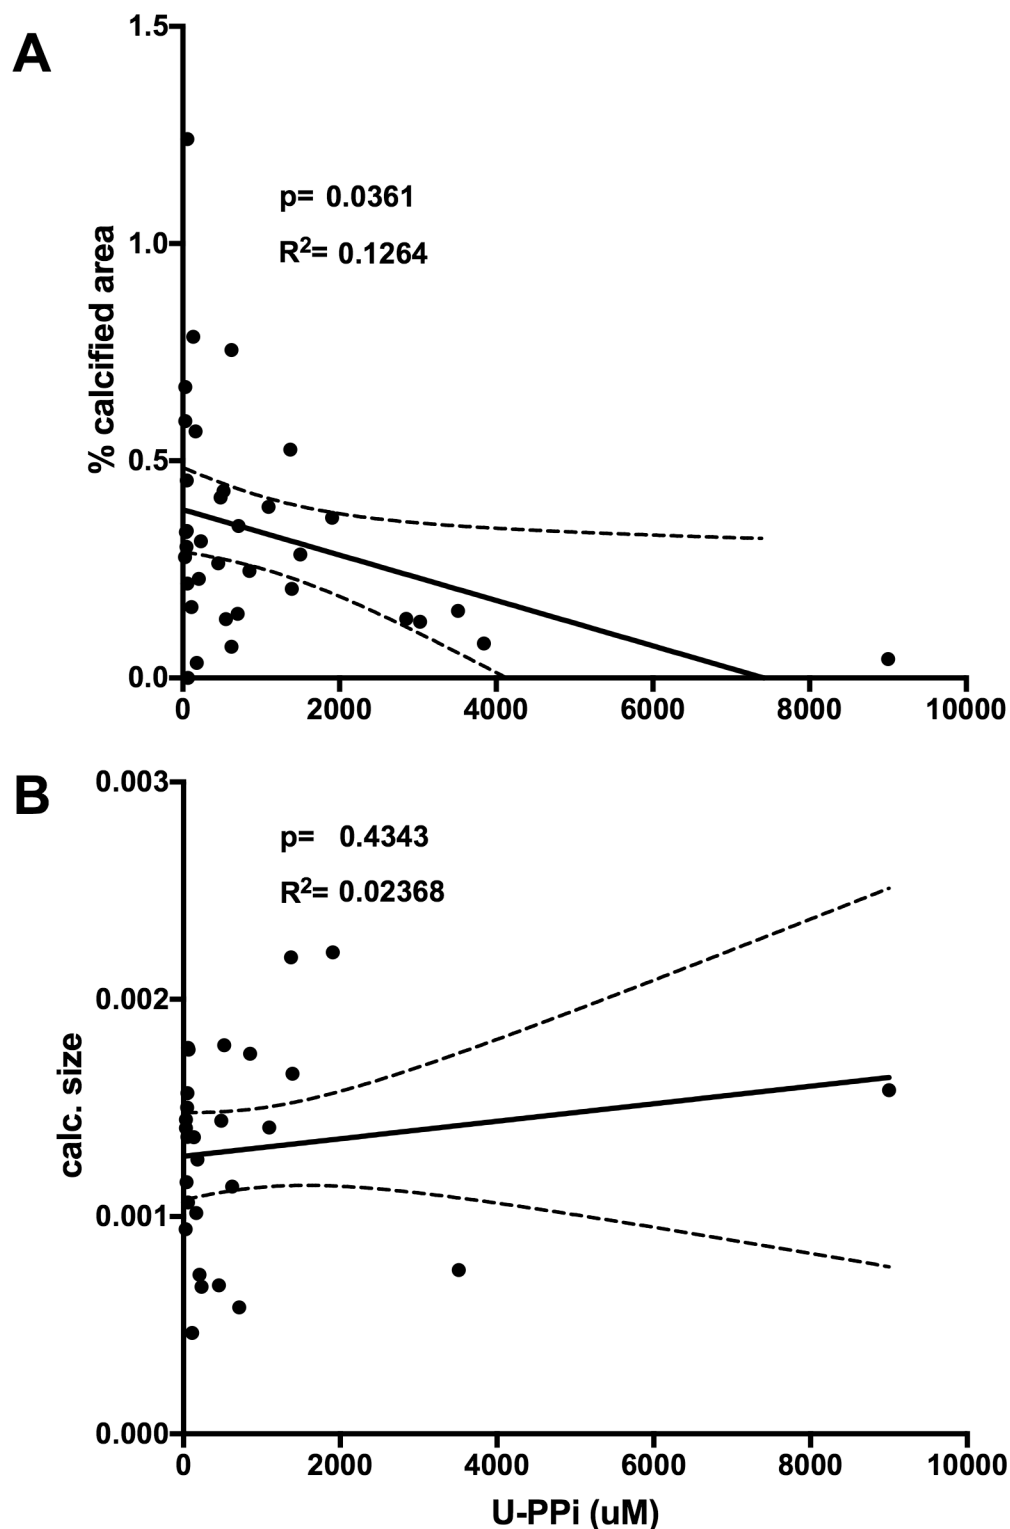 A
1.5
p= 0.0361
R²= 0.1264
1.0
% calcified area
0.5
0.0
0 2000 4000 6000 8000 10000
B
0.003
p= 0.4343
R²= 0.02368
0.002
calc. size
0.001
0.000
0 2000 4000 6000 8000 10000
U-PPi (uM)